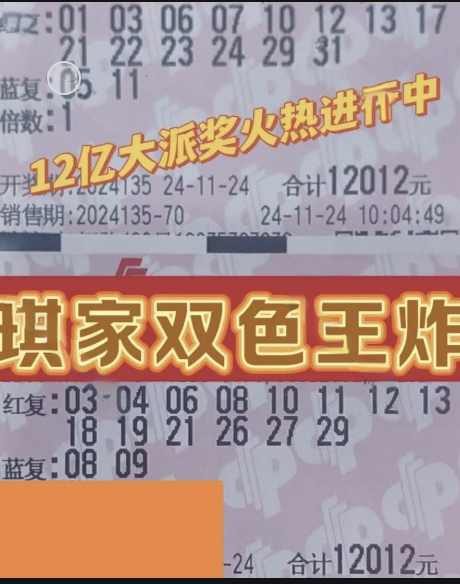 :01 03 06 07 10 12 13 17
21 22 23 24 29 31
蓝复:05 11
倍数:1
12亿大派奖火热进行中
开奖期:2024135 24-11-24 合计12012元
销售期:2024135-70 24-11-24 10:04:49
琪家双色王炸
红复:03 04 06 08 10 11 12 13
18 19 21 26 27 29
蓝复:08 09
-24 合计12012元